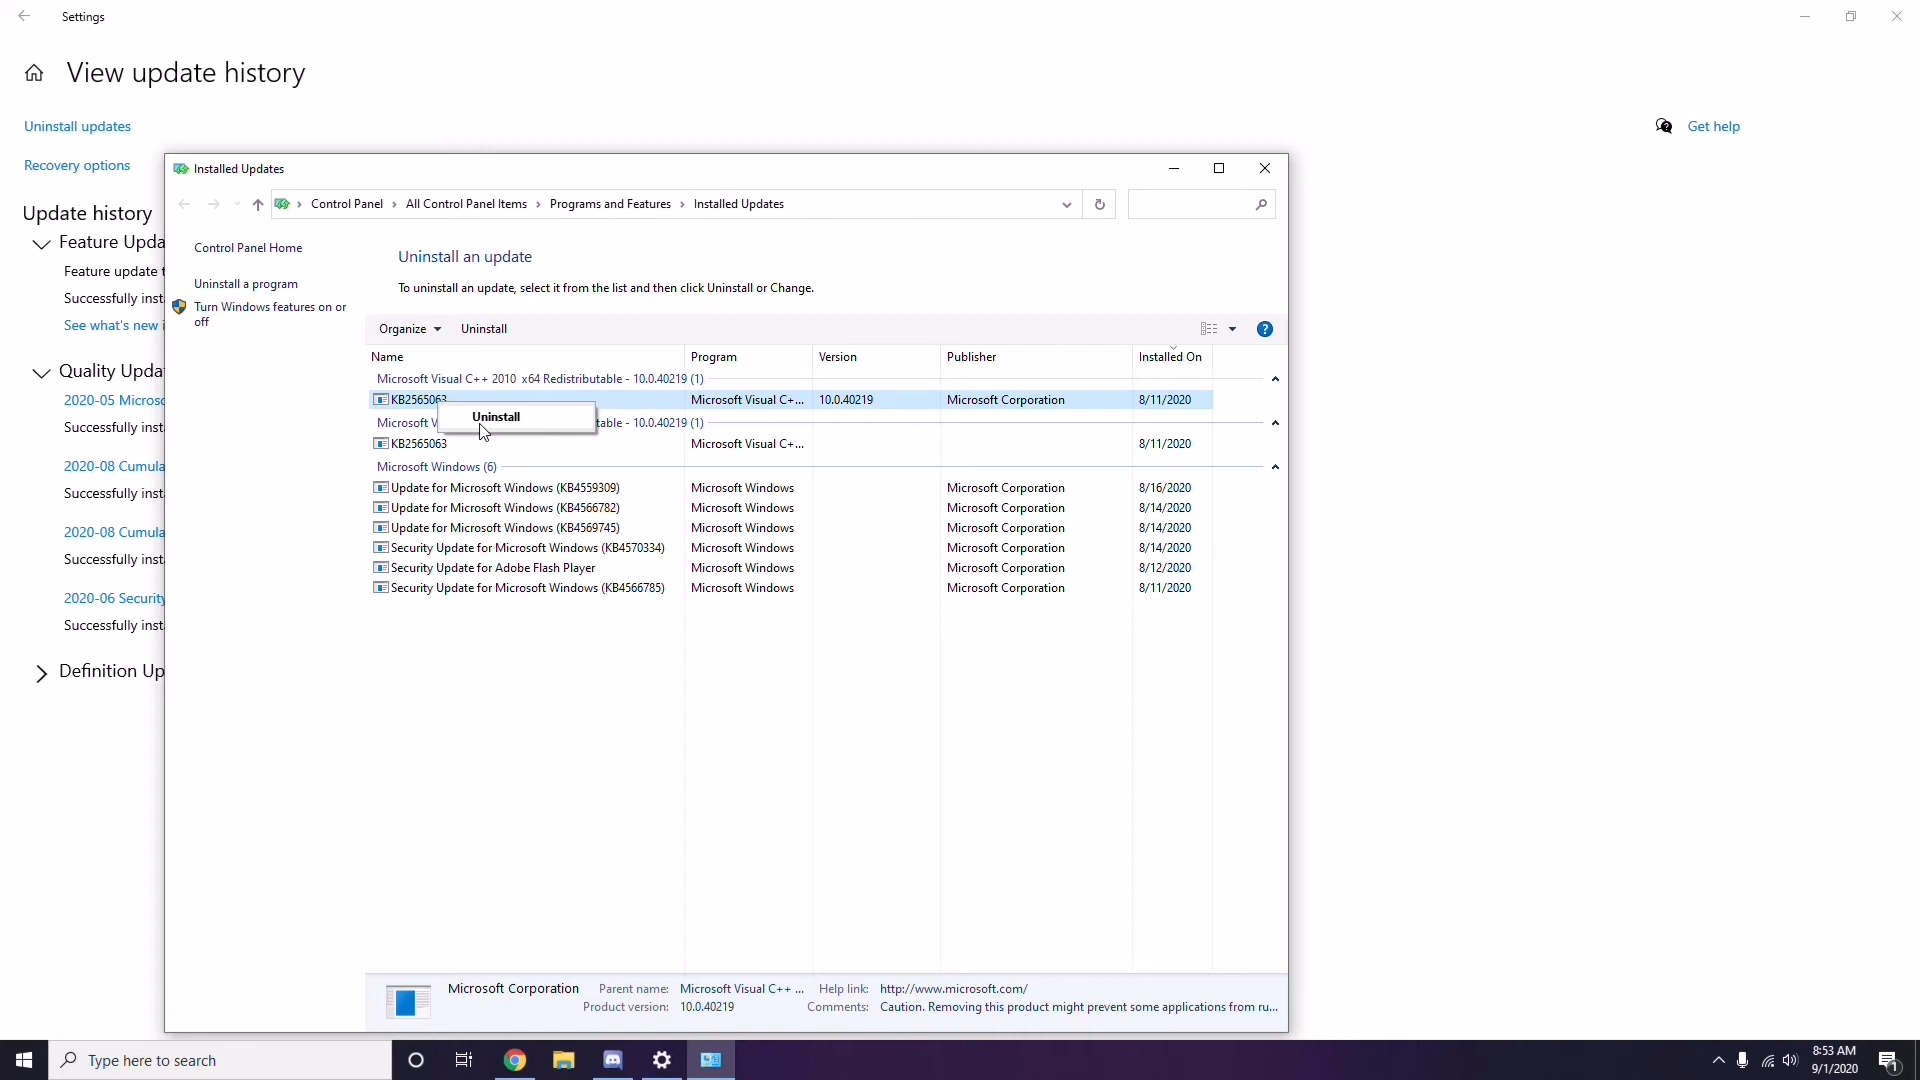 Settings
View update history
Uninstall updates
Get help
Recovery options
Update history
Feature Upda
Feature update t
Successfully inst
See what's new i
Quality Upda
2020-05 Microso
Successfully inst
2020-08 Cumula
Successfully inst
2020-08 Cumula
Successfully inst
2020-06 Security
Successfully inst
Definition Up
Installed Updates
Control Panel > All Control Panel Items > Programs and Features > Installed Updates
Control Panel Home
Uninstall a program
Turn Windows features on or
off
Uninstall an update
To uninstall an update, select it from the list and then click Uninstall or Change.
Organize Uninstall
Name Program Version Publisher Installed On
Microsoft Visual C++ 2010 x64 Redistributable - 10.0.40219 (1)
KB2565063 Microsoft Visual C+... 10.0.40219 Microsoft Corporation 8/11/2020
Uninstall
Microsoft V table - 10.0.40219 (1)
KB2565063 Microsoft Visual C+... 8/11/2020
Microsoft Windows (6)
Update for Microsoft Windows (KB4559309) Microsoft Windows Microsoft Corporation 8/16/2020
Update for Microsoft Windows (KB4566782) Microsoft Windows Microsoft Corporation 8/14/2020
Update for Microsoft Windows (KB4569745) Microsoft Windows Microsoft Corporation 8/14/2020
Security Update for Microsoft Windows (KB4570334) Microsoft Windows Microsoft Corporation 8/14/2020
Security Update for Adobe Flash Player Microsoft Windows Microsoft Corporation 8/12/2020
Security Update for Microsoft Windows (KB4566785) Microsoft Windows Microsoft Corporation 8/11/2020
Microsoft Corporation Parent name: Microsoft Visual C++ ... Help link: http://www.microsoft.com/
Product version: 10.0.40219 Comments: Caution. Removing this product might prevent some applications from ru...
Type here to search
8:53 AM
9/1/2020
1